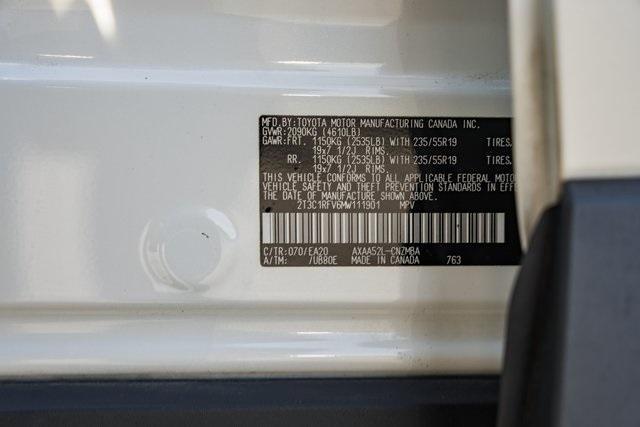 MFD.BY:TOYOTA MOTOR MANUFACTURING CANADA INC.
GVWR:2090KG (4610LB)
GAWR:FRT. 1150KG (2535LB) WITH 235/55R19 TIRES,
19x7 1/2J RIMS.
RR. 1150KG (2535LB) WITH 235/55R19 TIRES,
19x7 1/2J RIMS.
THIS VEHICLE CONFORMS TO ALL APPLICABLE FEDERAL MOTO
VEHICLE SAFETY AND THEFT PREVENTION STANDARDS IN EFF
THE DATE OF MANUFACTURE SHOWN ABOVE.
2T3C1RFV6MW111901 MPV
C/TR:070/EA20 AXAA52L-CNZMBA
A/TM: /UB80E MADE IN CANADA 763